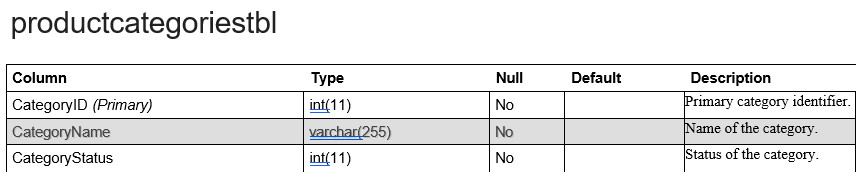 productcategoriestbl
Column Type Null Default Description
CategoryID (Primary) int(11) No Primary category identifier.
CategoryName varchar(255) No Name of the category.
CategoryStatus int(11) No Status of the category.